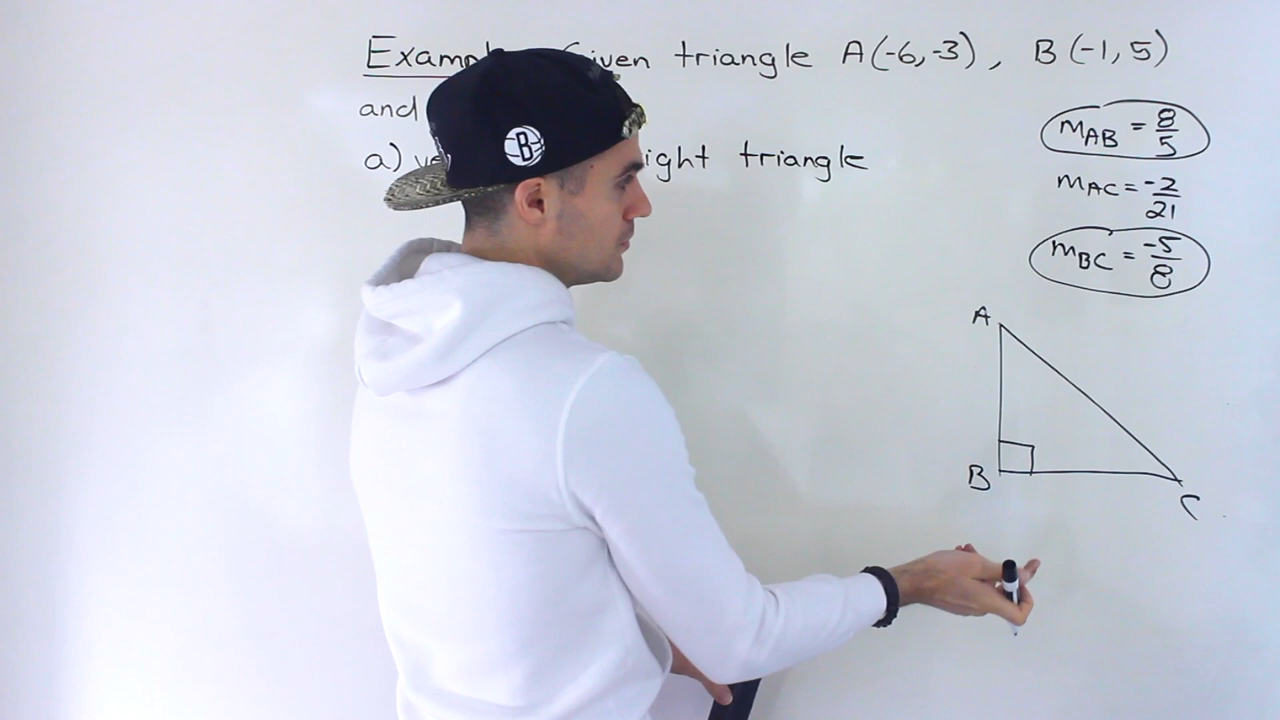 Examp Given triangle A(-6,-3), B(-1,5)
and
a) ve ight triangle
mAB = 8/5
mAC = -2/21
mBC = -5/8
A
B
C
B